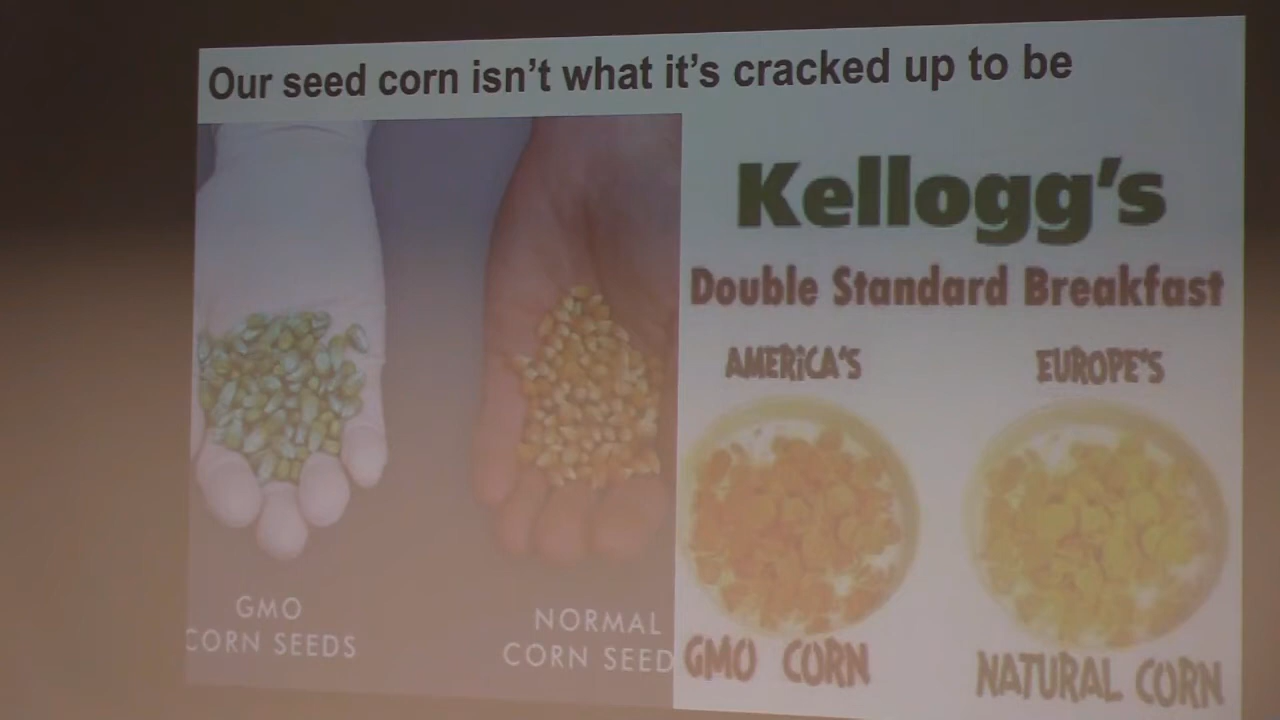 Our seed corn isn't what it's cracked up to be
GMO
CORN SEEDS
NORMAL
CORN SEED
Kellogg's
Double Standard Breakfast
AMERiCA'S
EUROPE'S
GMO CORN
NATURAL CORN